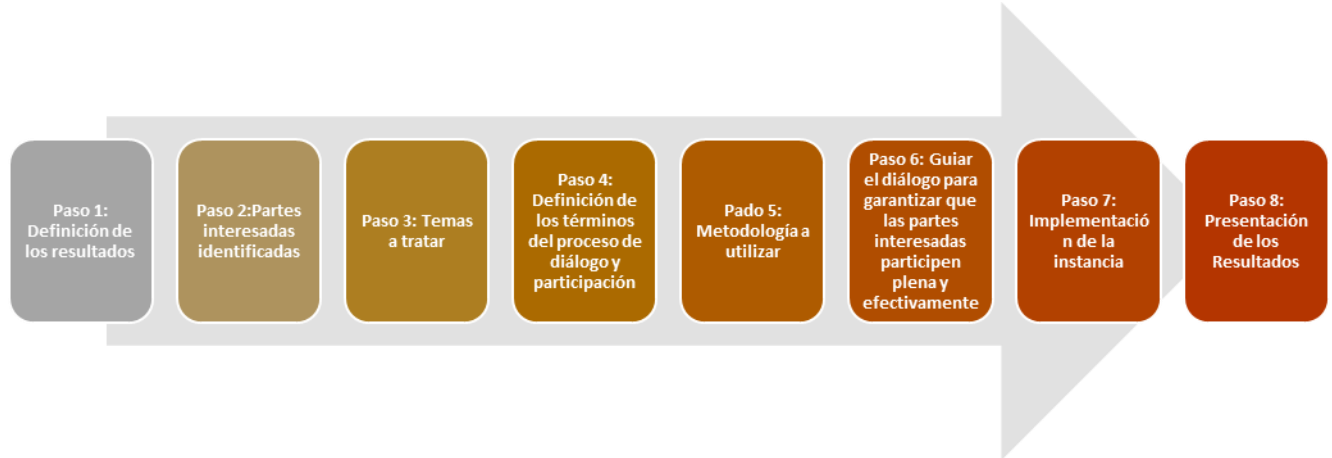 Paso 1:
Definición de
los resultados
Paso 2:Partes
interesadas
identificadas
Paso 3: Temas
a tratar
Paso 4:
Definición de
los términos
del proceso de
diálogo y
participación
Pado 5:
Metodología a
utilizar
Paso 6: Guiar
el diálogo para
garantizar que
las partes
interesadas
participen
plena y
efectivamente
Paso 7:
Implementació
n de la
instancia
Paso 8:
Presentación
de los
Resultados